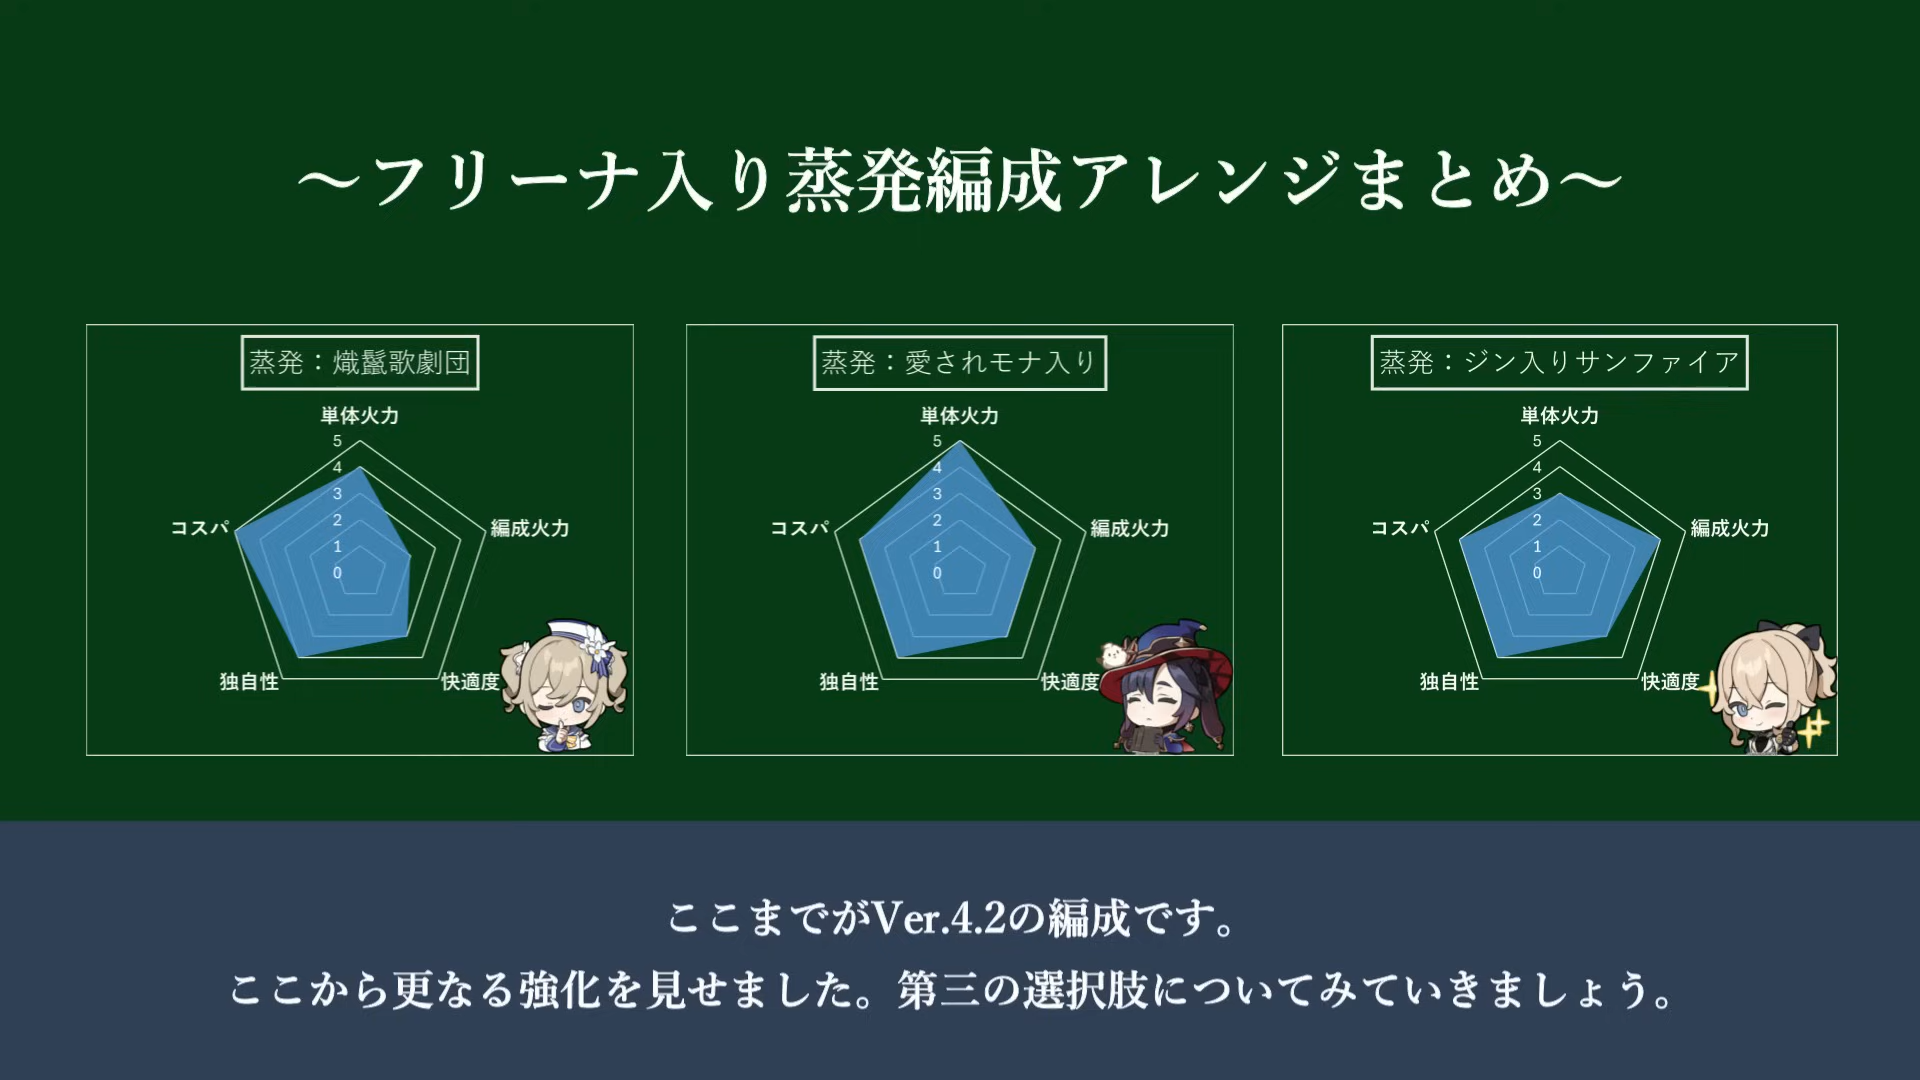 ～フリーナ入り蒸発編成アレンジまとめ～
蒸発：熾鬣歌劇団
単体火力
5
4
3
2
1
0
コスパ
編成火力
独自性
快適度
蒸発：愛されモナ入り
単体火力
5
4
3
2
1
0
コスパ
編成火力
独自性
快適度
蒸発：ジン入りサンファイア
単体火力
5
4
3
2
1
0
コスパ
編成火力
独自性
快適度
ここまでがVer.4.2の編成です。
ここから更なる強化を見せました。第三の選択肢についてみていきましょう。